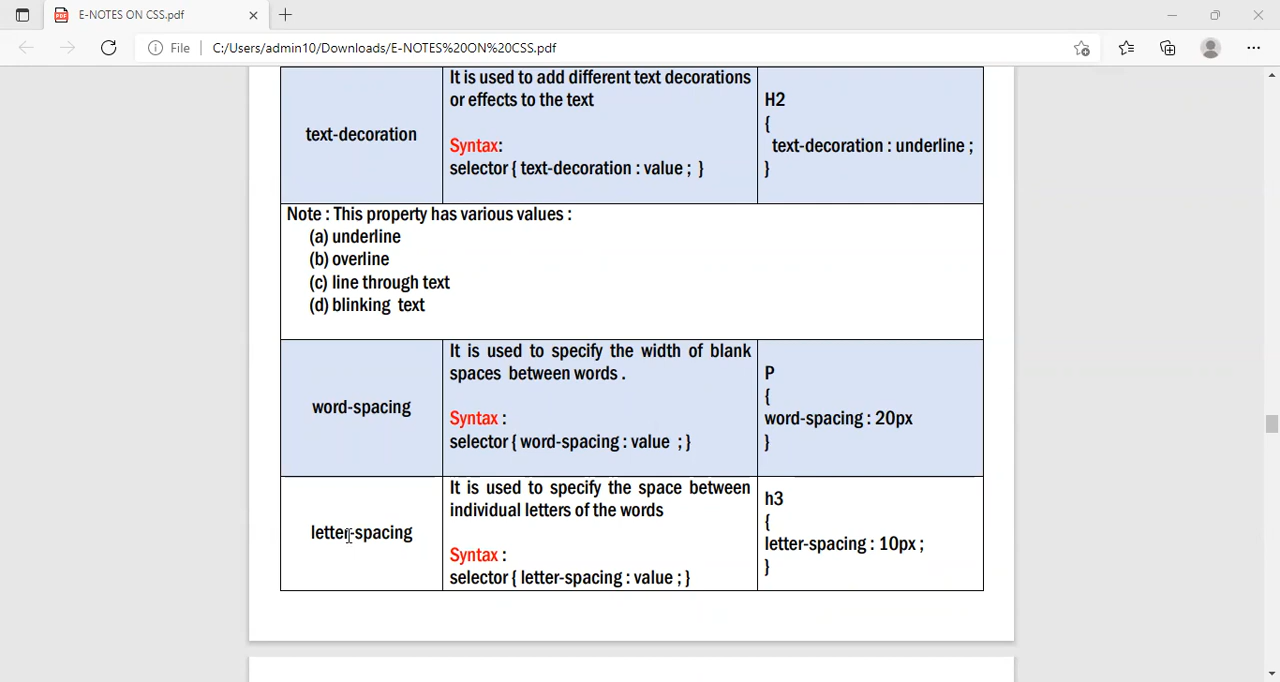 E-NOTES ON CSS.pdf
File C:/Users/admin10/Downloads/E-NOTES%20ON%20CSS.pdf
text-decoration
It is used to add different text decorations
or effects to the text
Syntax:
selector { text-decoration : value ; }
H2
{
text-decoration : underline ;
}
Note : This property has various values :
(a) underline
(b) overline
(c) line through text
(d) blinking text
word-spacing
It is used to specify the width of blank
spaces between words .
Syntax :
selector { word-spacing : value ; }
P
{
word-spacing : 20px
}
letter-spacing
It is used to specify the space between
individual letters of the words
Syntax :
selector { letter-spacing : value ; }
h3
{
letter-spacing : 10px ;
}